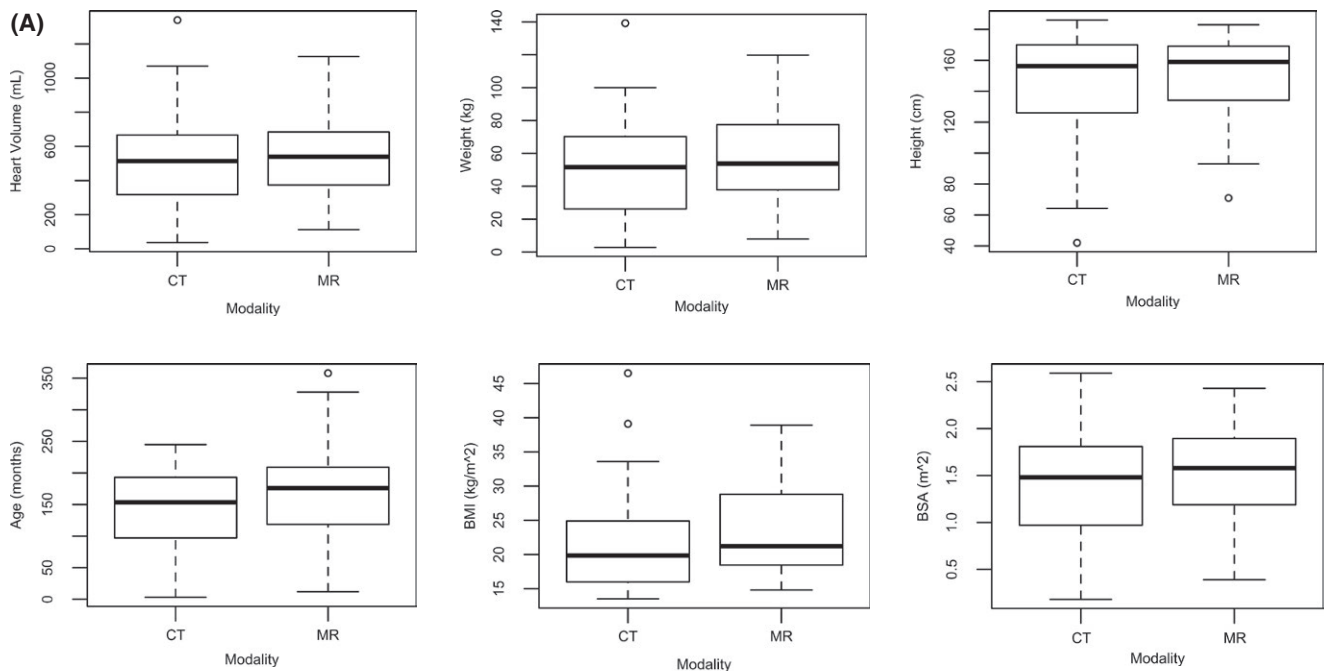 (A)
Heart Volume (mL)
1000
600
200
0
CT
MR
Modality
Weight (kg)
140
120
100
80
60
40
20
0
CT
MR
Modality
Height (cm)
160
120
80
60
40
CT
MR
Modality
Age (months)
350
250
150
50
0
CT
MR
Modality
BMI (kg/m^2)
45
40
35
30
25
20
15
CT
MR
Modality
BSA (m^2)
2.5
2.0
1.5
1.0
0.5
CT
MR
Modality